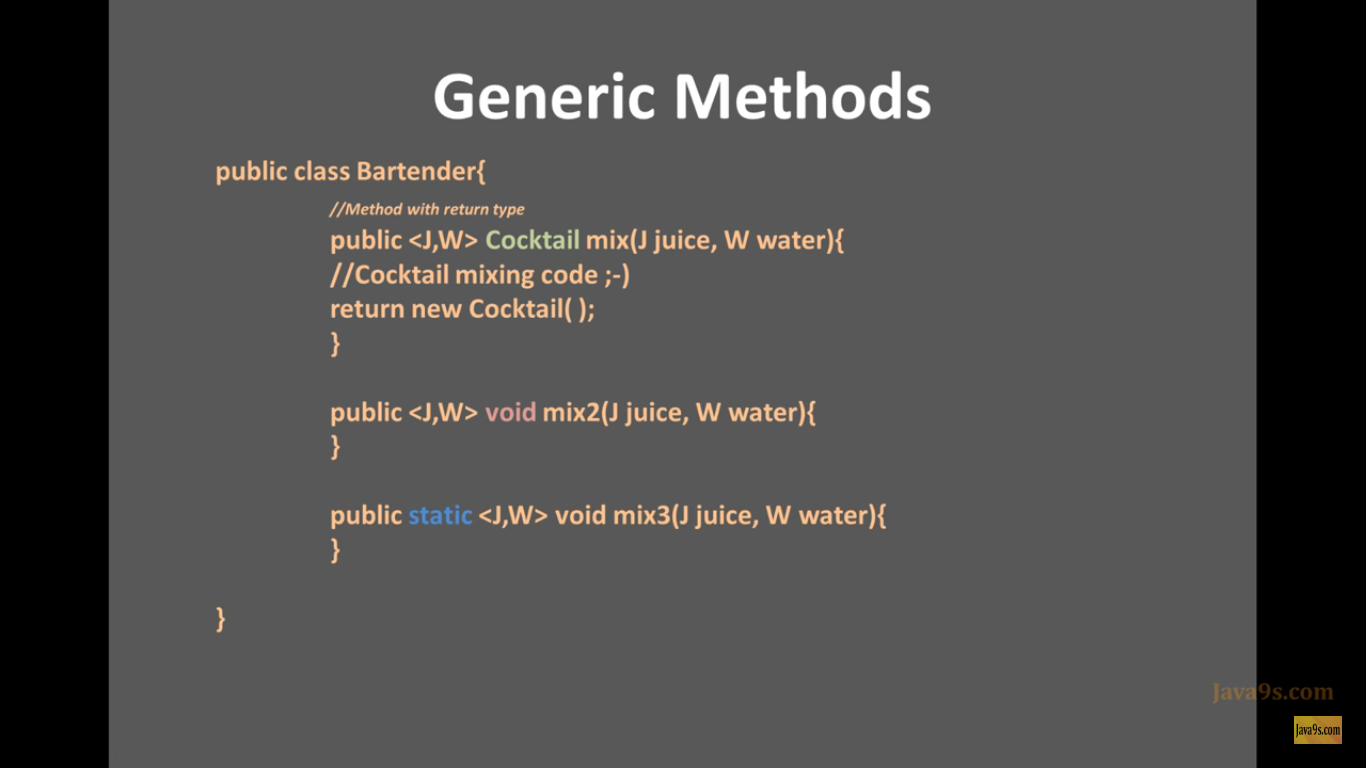 Generic Methods
public class Bartender{
//Method with return type
public <J,W> Cocktail mix(J juice, W water){
//Cocktail mixing code ;-)
return new Cocktail( );
}
public <J,W> void mix2(J juice, W water){
}
public static <J,W> void mix3(J juice, W water){
}
}
Java9s.com
Java9s.com